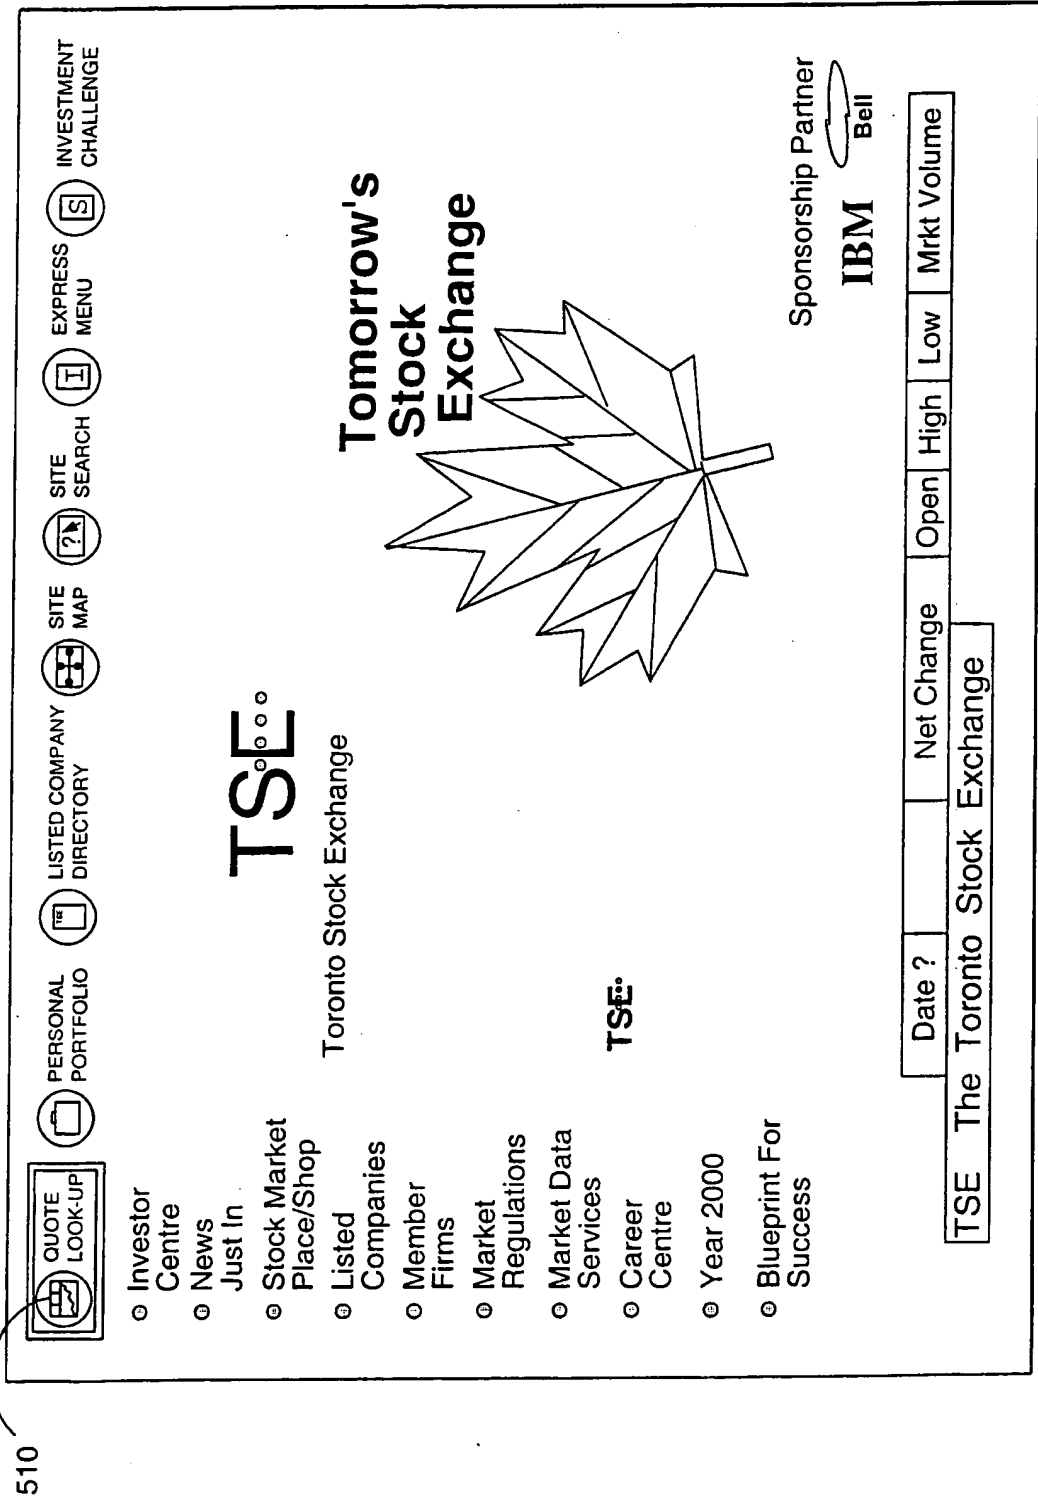 510
QUOTE
LOOK-UP
PERSONAL
PORTFOLIO
TSE
LISTED COMPANY
DIRECTORY
SITE
MAP
?
SITE
SEARCH
I
EXPRESS
MENU
S
INVESTMENT
CHALLENGE
Investor
Centre
News
Just In
Stock Market
Place/Shop
Listed
Companies
Member
Firms
Market
Regulations
Market Data
Services
Career
Centre
Year 2000
Blueprint For
Success
TSE
Toronto Stock Exchange
TSE
Tomorrow's
Stock
Exchange
Sponsorship Partner
IBM
Bell
Date ? Net Change Open High Low Mrkt Volume
TSE The Toronto Stock Exchange